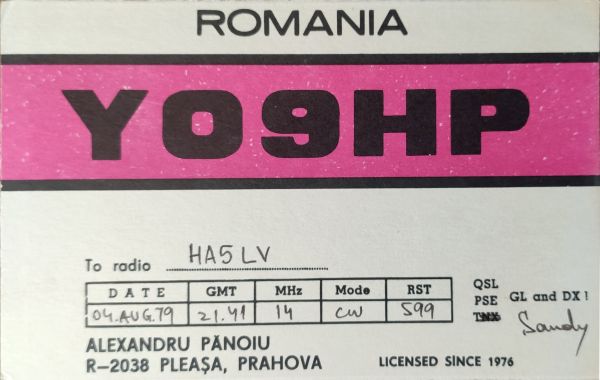 ROMANIA
YO9HP
To radio HA5LV
DATE GMT MHz Mode RST
04.AUG.79 21.41 14 CW 599
QSL
PSE GL and DX!
TNX Sandy
ALEXANDRU PĂNOIU
R-2038 PLEAȘA, PRAHOVA LICENSED SINCE 1976